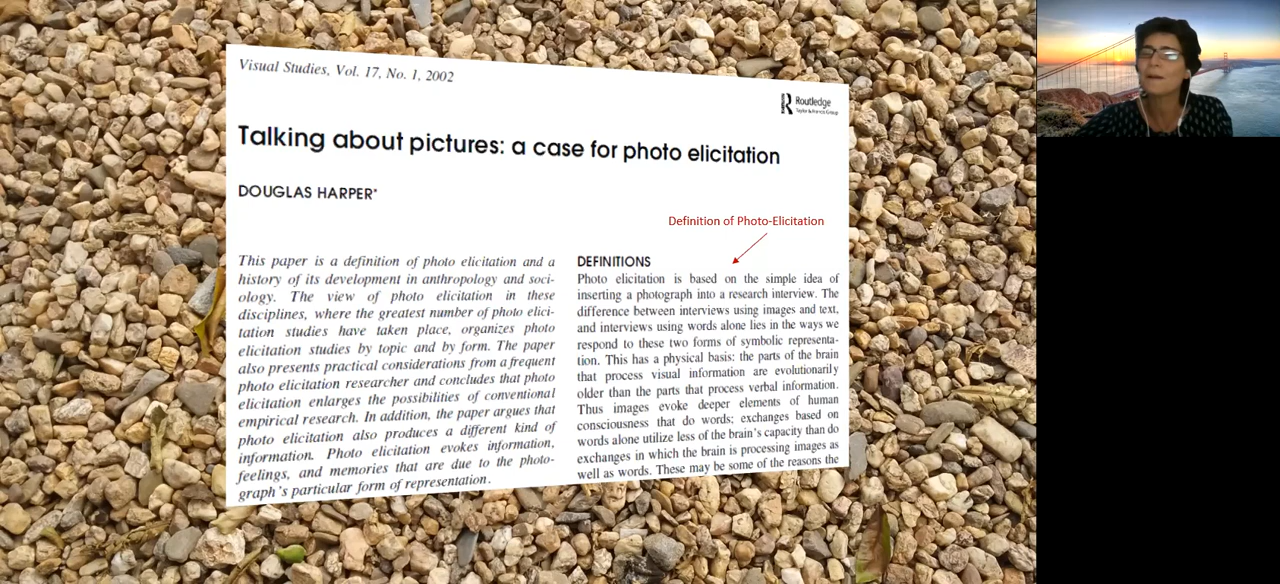 Visual Studies, Vol. 17, No. 1, 2002
Routledge
Taylor & Francis Group
Talking about pictures: a case for photo elicitation
DOUGLAS HARPER*
This paper is a definition of photo elicitation and a
history of its development in anthropology and soci-
ology. The view of photo elicitation in these
disciplines, where the greatest number of photo elici-
tation studies have taken place, organizes photo
elicitation studies by topic and by form. The paper
also presents practical considerations from a frequent
photo elicitation researcher and concludes that photo
elicitation enlarges the possibilities of conventional
empirical research. In addition, the paper argues that
photo elicitation also produces a different kind of
information. Photo elicitation evokes information,
feelings, and memories that are due to the photo-
graph's particular form of representation.
Definition of Photo-Elicitation
DEFINITIONS
Photo elicitation is based on the simple idea of
inserting a photograph into a research interview. The
difference between interviews using images and text,
and interviews using words alone lies in the ways we
respond to these two forms of symbolic representa-
tion. This has a physical basis: the parts of the brain
that process visual information are evolutionarily
older than the parts that process verbal information.
Thus images evoke deeper elements of human
consciousness that do words; exchanges based on
words alone utilize less of the brain's capacity than do
exchanges in which the brain is processing images as
well as words. These may be some of the reasons the